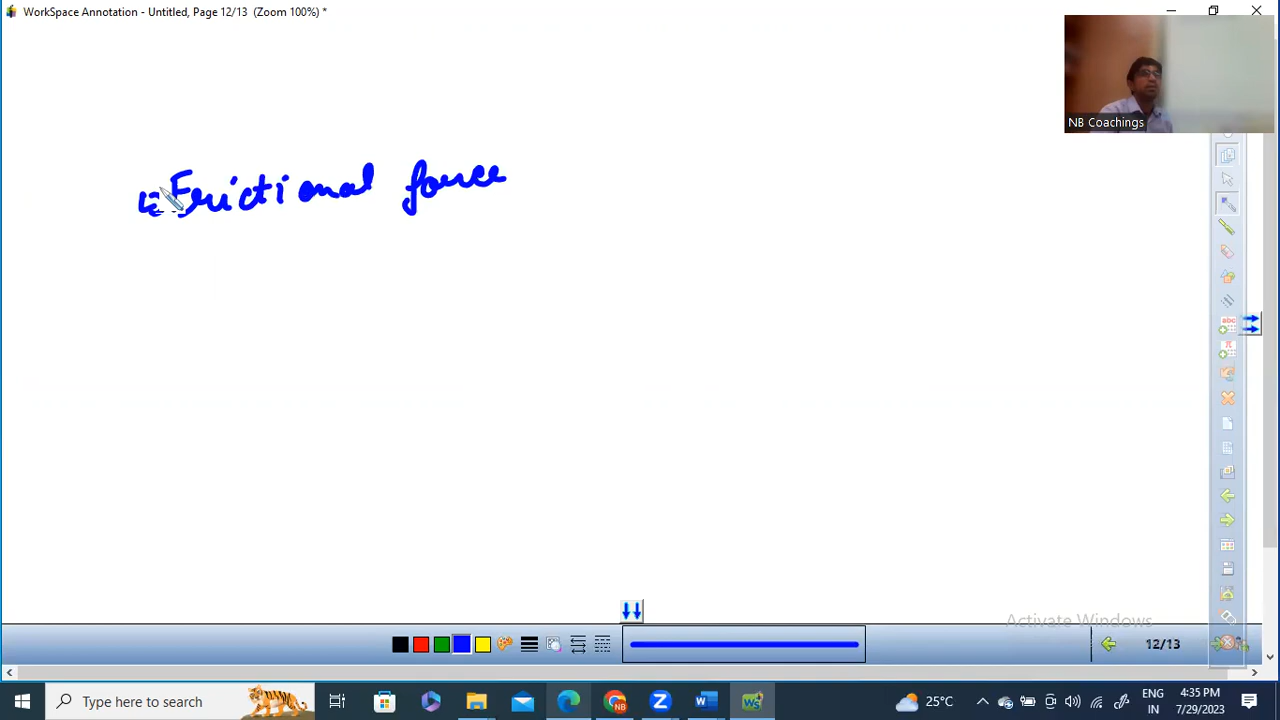 WorkSpace Annotation - Untitled, Page 12/13 (Zoom 100%) *
NB Coachings
Frictional force
abc
π
Activate Windows
12/13
Type here to search
W
25°C
ENG
IN
4:35 PM
7/29/2023